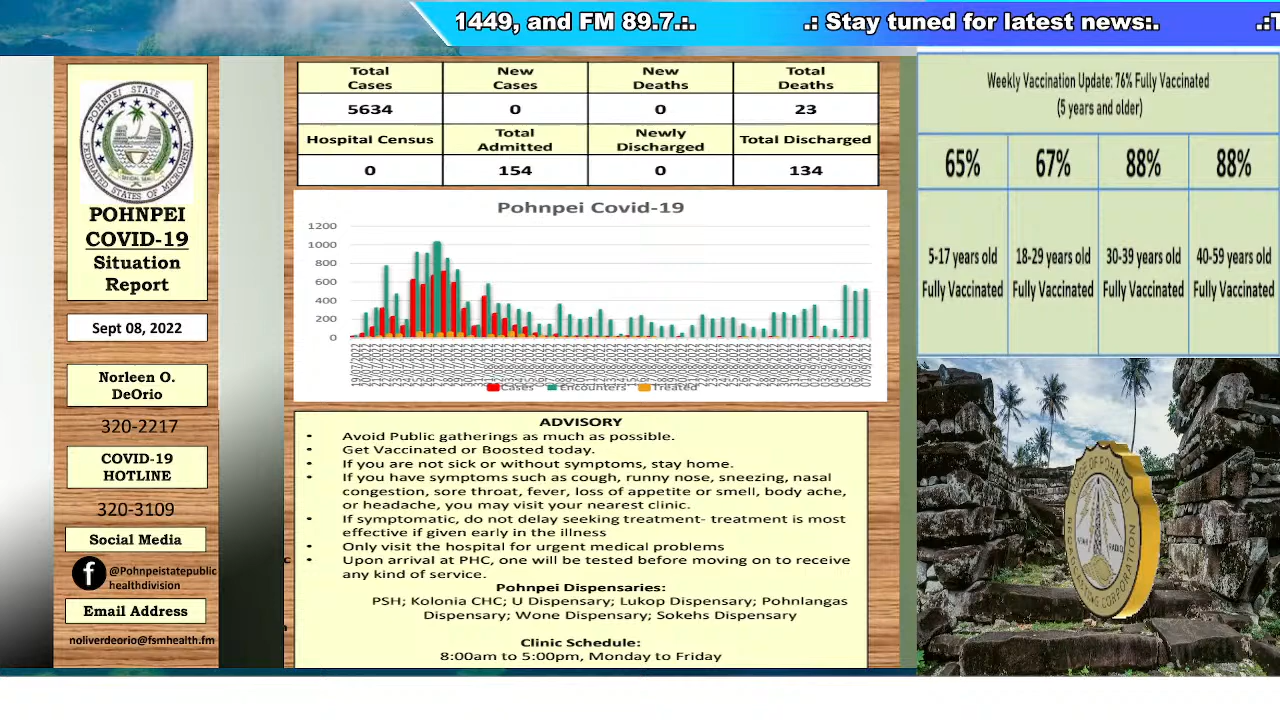 1449, and FM 89.7.:. .: Stay tuned for latest news:. .:T
POHNPEI STATE SEAL
FEDERATED STATES OF MICRONESIA
POHNPEI
COVID-19
Situation
Report
Sept 08, 2022
Norleen O.
DeOrio
320-2217
COVID-19
HOTLINE
320-3109
Social Media
@Pohnpeistatepublic
healthdivision
Email Address
noliverdeorio@fsmhealth.fm
Total Cases New Cases New Deaths Total Deaths
5634 0 0 23
Hospital Census Total Admitted Newly Discharged Total Discharged
0 154 0 134
Pohnpei Covid-19
1200
1000
800
600
400
200
0
Cases Encounters Treated
ADVISORY
• Avoid Public gatherings as much as possible.
• Get Vaccinated or Boosted today.
• If you are not sick or without symptoms, stay home.
• If you have symptoms such as cough, runny nose, sneezing, nasal
congestion, sore throat, fever, loss of appetite or smell, body ache,
or headache, you may visit your nearest clinic.
• If symptomatic, do not delay seeking treatment- treatment is most
effective if given early in the illness
• Only visit the hospital for urgent medical problems
• Upon arrival at PHC, one will be tested before moving on to receive
any kind of service.
Pohnpei Dispensaries:
PSH; Kolonia CHC; U Dispensary; Lukop Dispensary; Pohnlangas
Dispensary; Wone Dispensary; Sokehs Dispensary
Clinic Schedule:
8:00am to 5:00pm, Monday to Friday
Weekly Vaccination Update: 76% Fully Vaccinated
(5 years and older)
65% 67% 88% 88%
5-17 years old 18-29 years old 30-39 years old 40-59 years old
Fully Vaccinated Fully Vaccinated Fully Vaccinated Fully Vaccinated